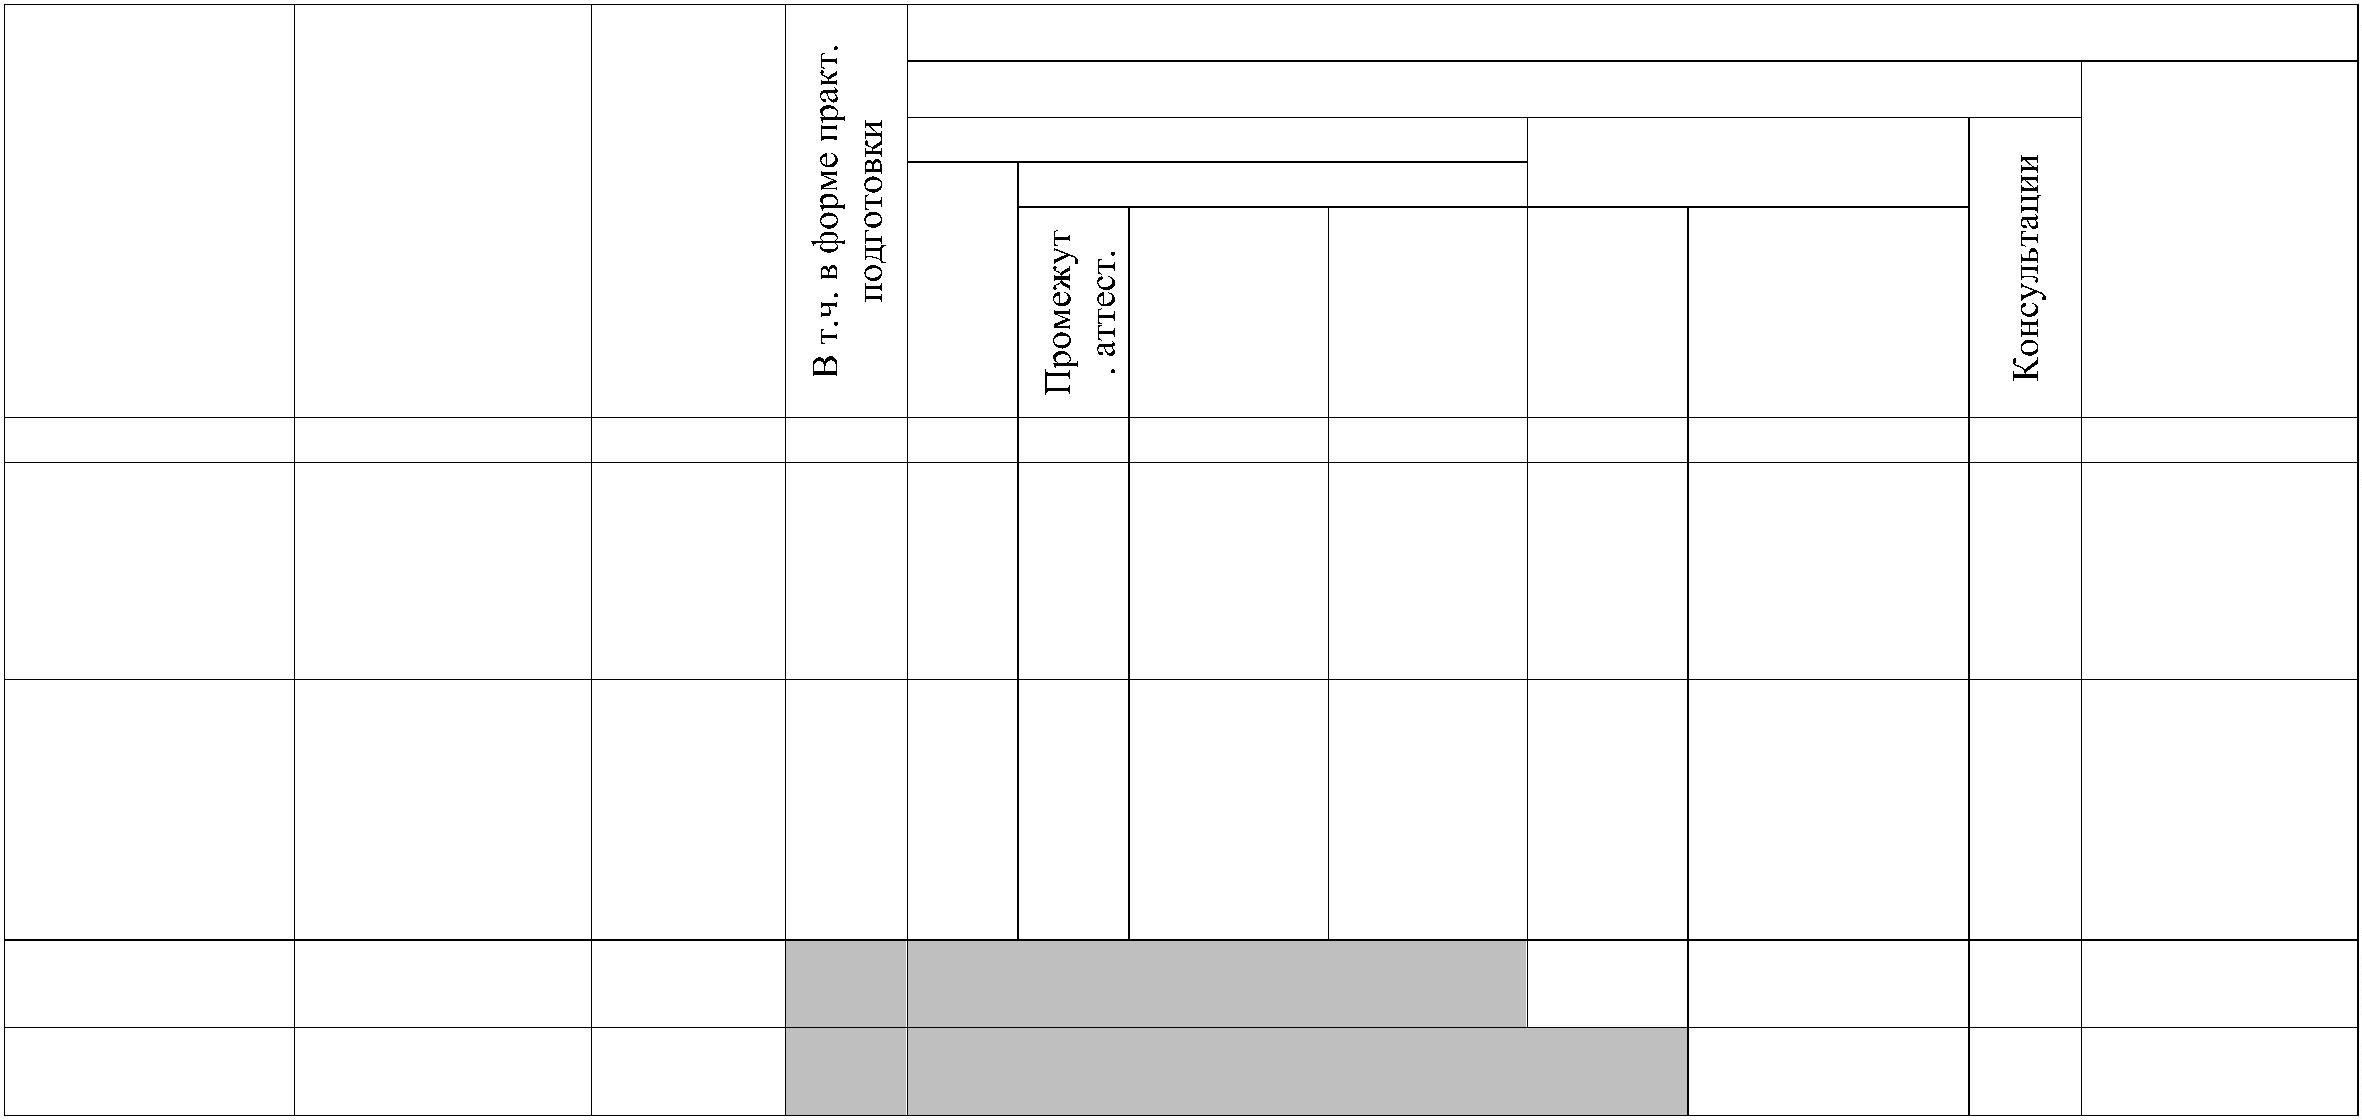 В т.ч. в форме практ.
подготовки
Промежут
. аттест.
Консультации